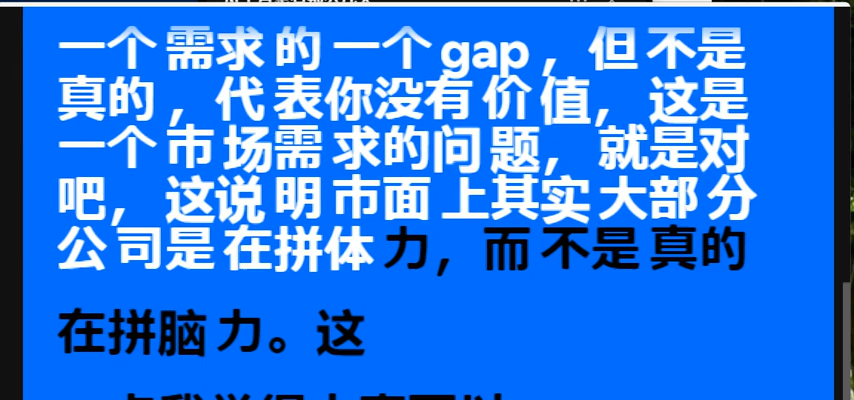 一个需求的一个gap，但不是
真的，代表你没有价值，这是
一个市场需求的问题，就是对
吧，这说明市面上其实大部分
公司是在拼体力，而不是真的
在拼脑力。这